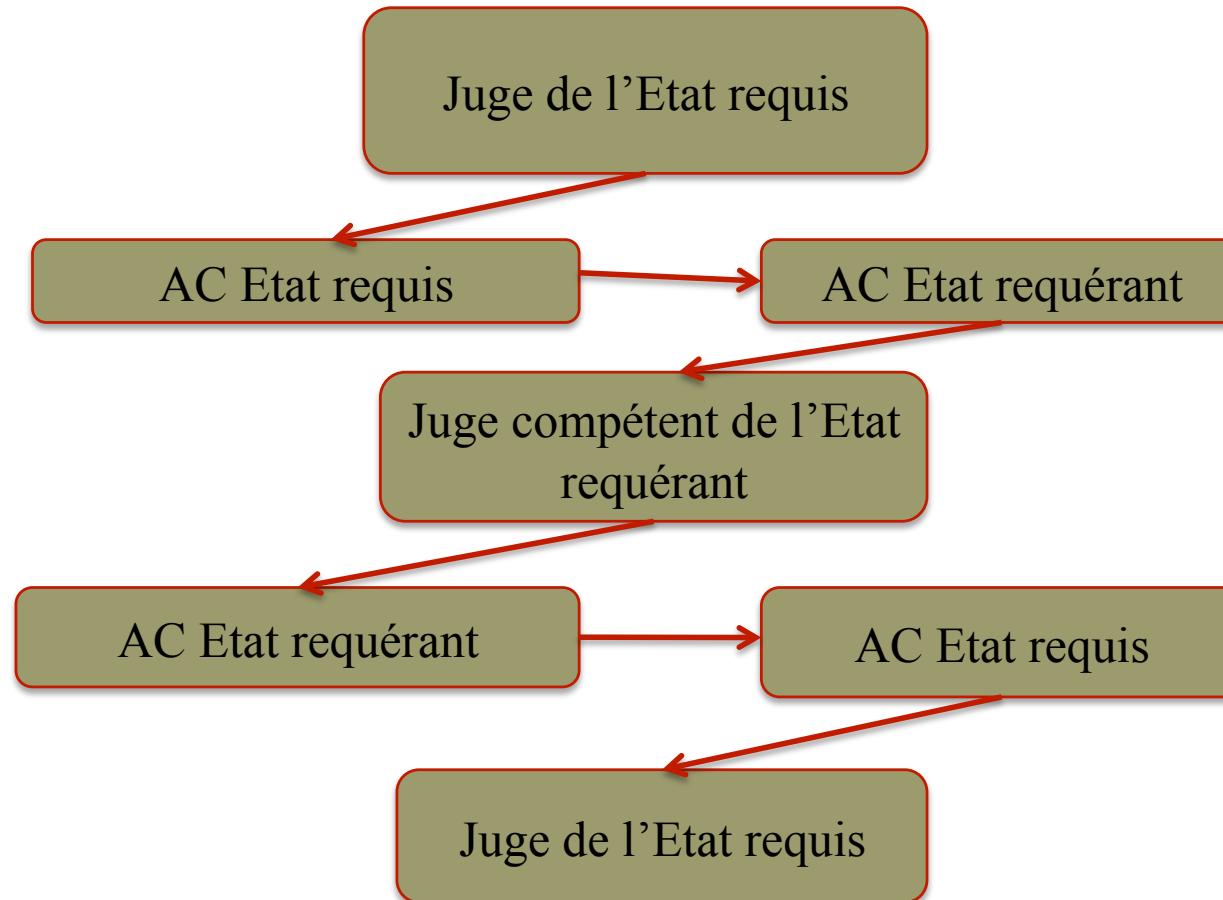 Juge de l’Etat requis
AC Etat requis
AC Etat requérant
Juge compétent de l’Etat
requérant
AC Etat requérant
AC Etat requis
Juge de l’Etat requis